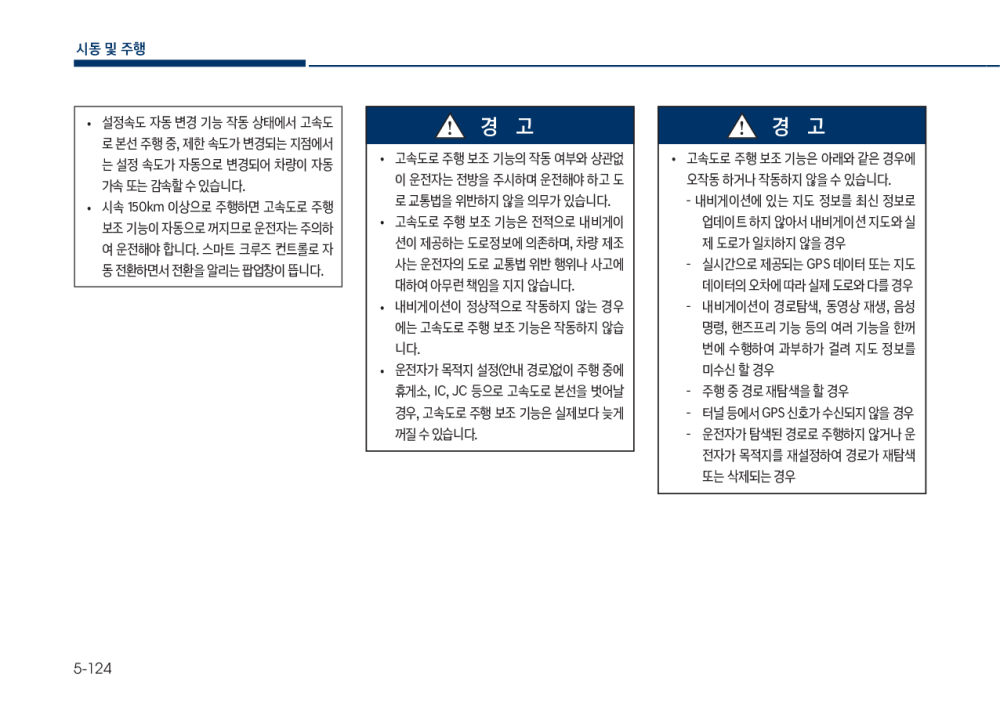 시동 및 주행
• 설정속도 자동 변경 기능 작동 상태에서 고속도
로 본선 주행 중, 제한 속도가 변경되는 지점에서
는 설정 속도가 자동으로 변경되어 차량이 자동
가속 또는 감속할 수 있습니다.
• 시속 150km 이상으로 주행하면 고속도로 주행
보조 기능이 자동으로 꺼지므로 운전자는 주의하
여 운전해야 합니다. 스마트 크루즈 컨트롤로 자
동 전환하면서 전환을 알리는 팝업창이 뜹니다.
경 고
• 고속도로 주행 보조 기능의 작동 여부와 상관없
이 운전자는 전방을 주시하며 운전해야 하고 도
로 교통법을 위반하지 않을 의무가 있습니다.
• 고속도로 주행 보조 기능은 전적으로 내비게이
션이 제공하는 도로정보에 의존하며, 차량 제조
사는 운전자의 도로 교통법 위반 행위나 사고에
대하여 아무런 책임을 지지 않습니다.
• 내비게이션이 정상적으로 작동하지 않는 경우
에는 고속도로 주행 보조 기능은 작동하지 않습
니다.
• 운전자가 목적지 설정(안내 경로)없이 주행 중에
휴게소, IC, JC 등으로 고속도로 본선을 벗어날
경우, 고속도로 주행 보조 기능은 실제보다 늦게
꺼질 수 있습니다.
경 고
• 고속도로 주행 보조 기능은 아래와 같은 경우에
오작동 하거나 작동하지 않을 수 있습니다.
- 내비게이션에 있는 지도 정보를 최신 정보로
업데이트 하지 않아서 내비게이션 지도와 실
제 도로가 일치하지 않을 경우
- 실시간으로 제공되는 GPS 데이터 또는 지도
데이터의 오차에 따라 실제 도로와 다를 경우
- 내비게이션이 경로탐색, 동영상 재생, 음성
명령, 핸즈프리 기능 등의 여러 기능을 한꺼
번에 수행하여 과부하가 걸려 지도 정보를
미수신 할 경우
- 주행 중 경로 재탐색을 할 경우
- 터널 등에서 GPS 신호가 수신되지 않을 경우
- 운전자가 탐색된 경로로 주행하지 않거나 운
전자가 목적지를 재설정하여 경로가 재탐색
또는 삭제되는 경우
5-124